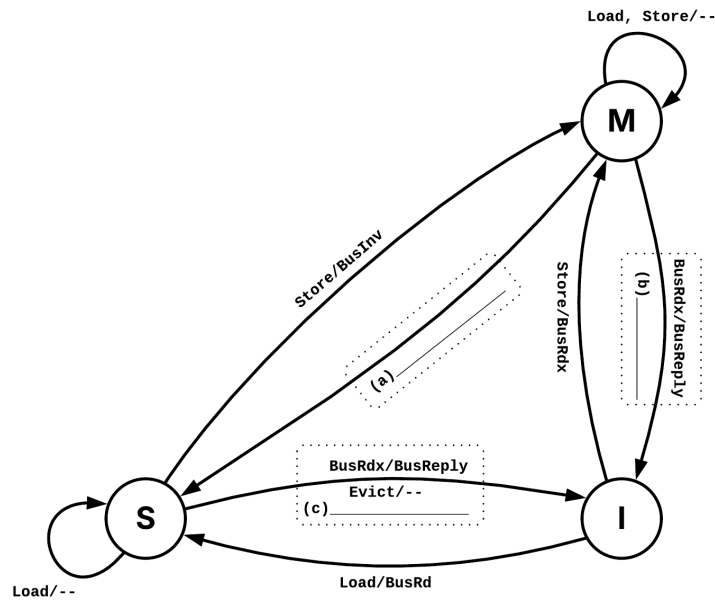 Load, Store/--
M
Store/BusInv
(a)
Store/BusRdx
BusRdx/BusReply
(b)
BusRdx/BusReply
Evict/--
(c)
S
I
Load/BusRd
Load/--